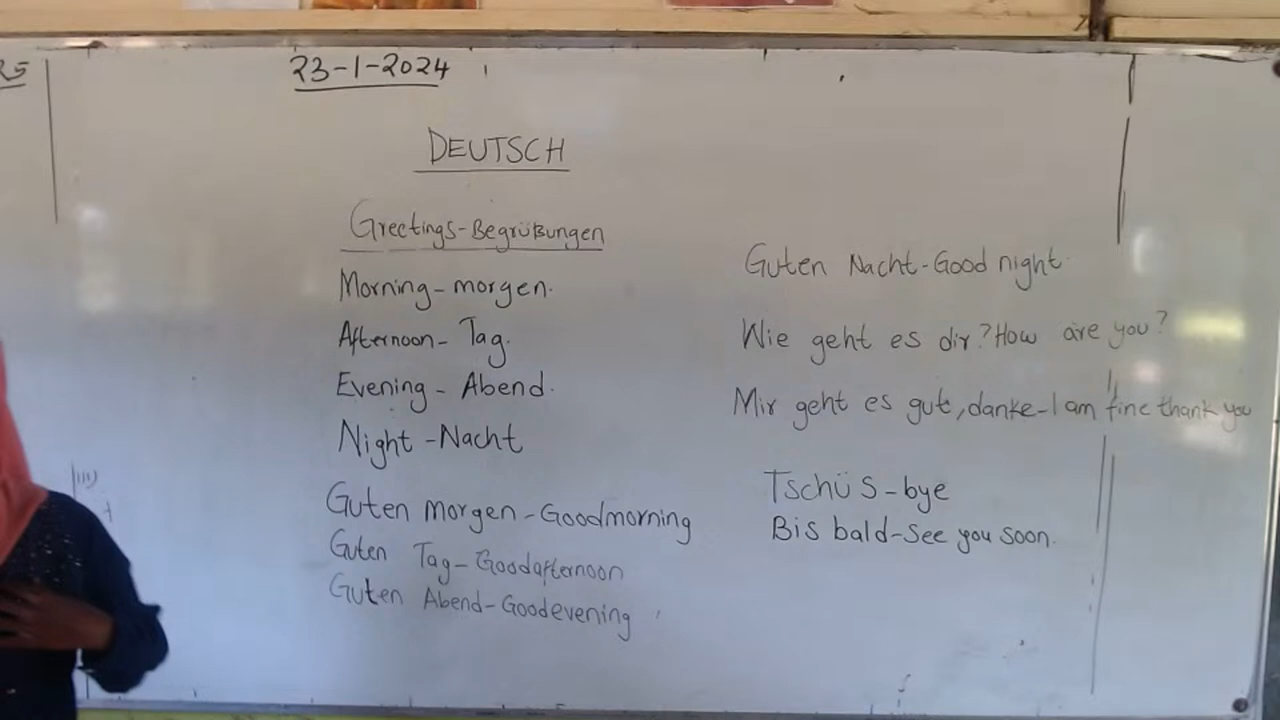 23-1-2024
DEUTSCH
Greetings-Begrüßungen
Morning-morgen.
Afternoon-Tag.
Evening-Abend.
Night-Nacht
Guten morgen-Goodmorning
Guten Tag-Goodafternoon
Guten Abend-Goodevening
Guten Nacht-Good night.
Wie geht es dir? How are you?
Mir geht es gut, danke-I am fine thank you
Tschüs-bye
Bis bald-See you soon.